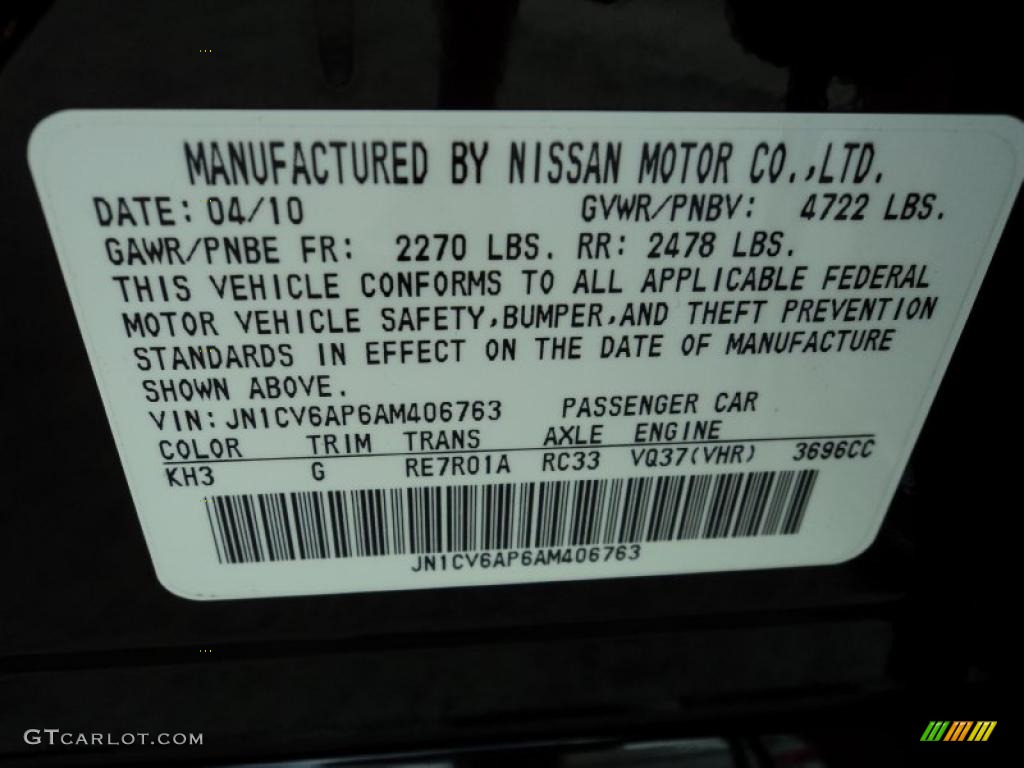 MANUFACTURED BY NISSAN MOTOR CO.,LTD.
DATE: 04/10 GVWR/PNBV: 4722 LBS.
GAWR/PNBE FR: 2270 LBS. RR: 2478 LBS.
THIS VEHICLE CONFORMS TO ALL APPLICABLE FEDERAL
MOTOR VEHICLE SAFETY,BUMPER,AND THEFT PREVENTION
STANDARDS IN EFFECT ON THE DATE OF MANUFACTURE
SHOWN ABOVE.
VIN:JN1CV6AP6AM406763 PASSENGER CAR
COLOR TRIM TRANS AXLE ENGINE
KH3 G RE7R01A RC33 VQ37(VHR) 3696CC
JN1CV6AP6AM406763
GTCARLOT.COM